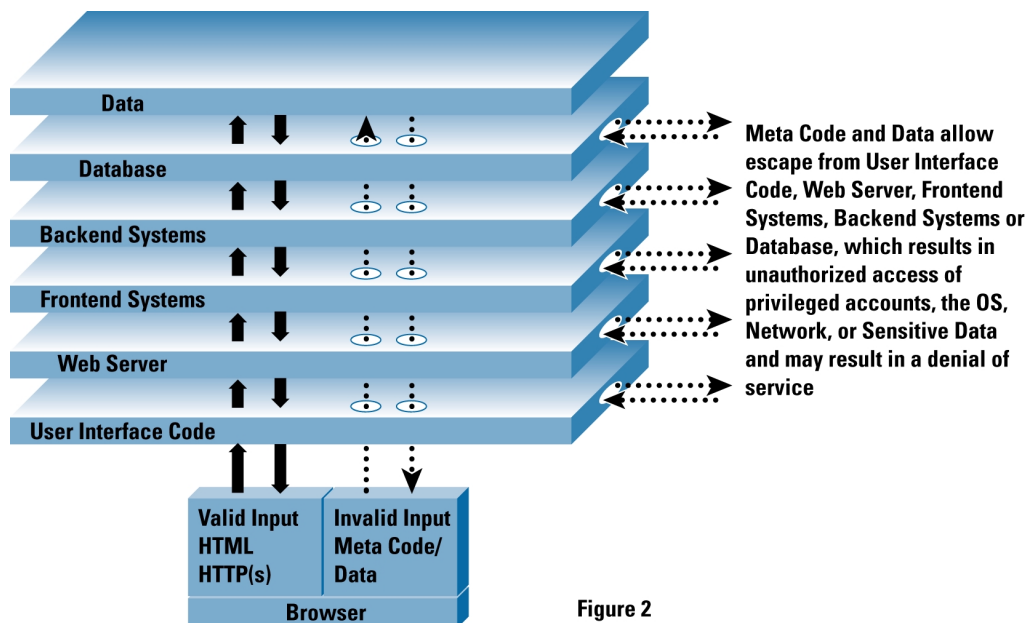 Data
Database
Backend Systems
Frontend Systems
Web Server
User Interface Code
Meta Code and Data allow
escape from User Interface
Code, Web Server, Frontend
Systems, Backend Systems or
Database, which results in
unauthorized access of
privileged accounts, the OS,
Network, or Sensitive Data
and may result in a denial of
service
Valid Input
HTML
HTTP(s)
Invalid Input
Meta Code/
Data
Browser
Figure 2